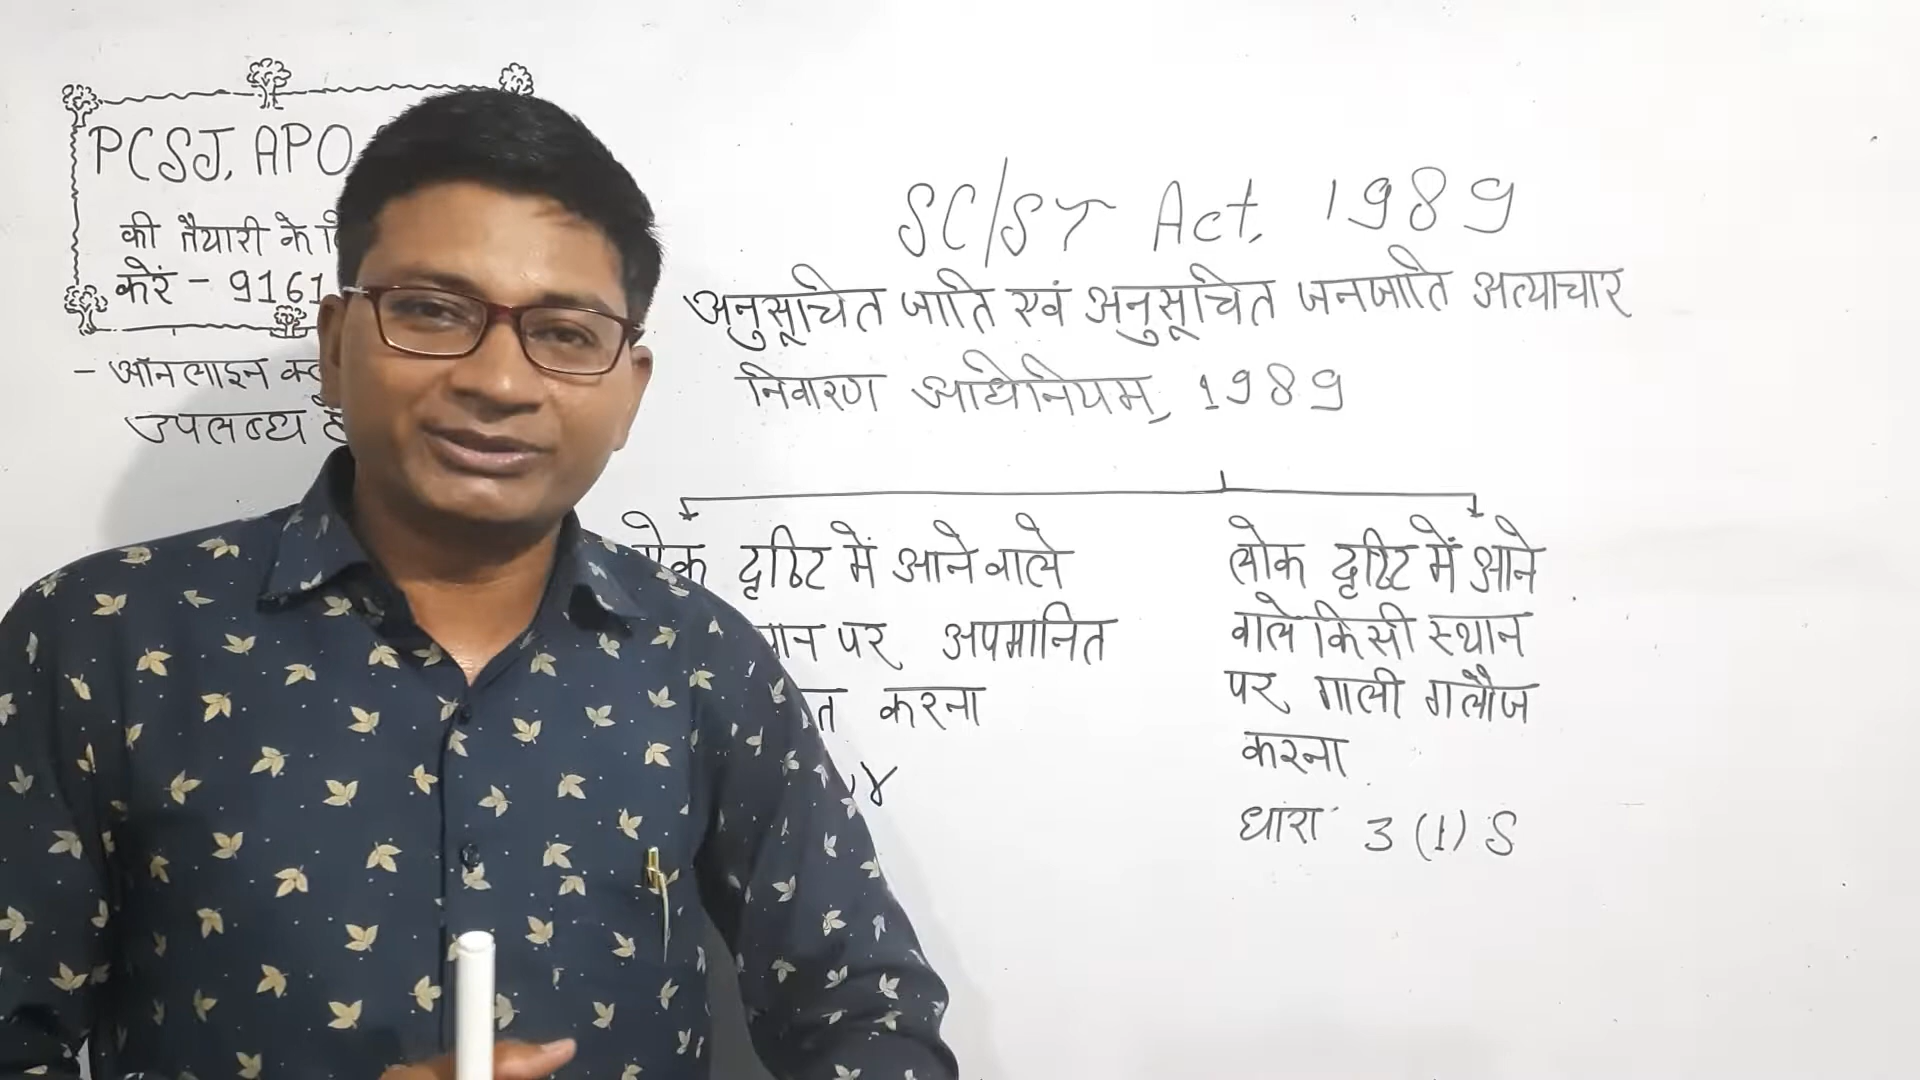 PCSJ, APO
की तैयारी के
करें - 9161
- ऑनलाइन
उपलब्ध
SC/ST Act, 1989
अनुसूचित जाति एवं अनुसूचित जनजाति अत्याचार
निवारण अधिनियम, 1989
दृष्टि में आने वाले
पर अपमानित
करना
लोक दृष्टि में आने
वाले किसी स्थान
पर गाली गलौज
करना
धारा 3 (1) S